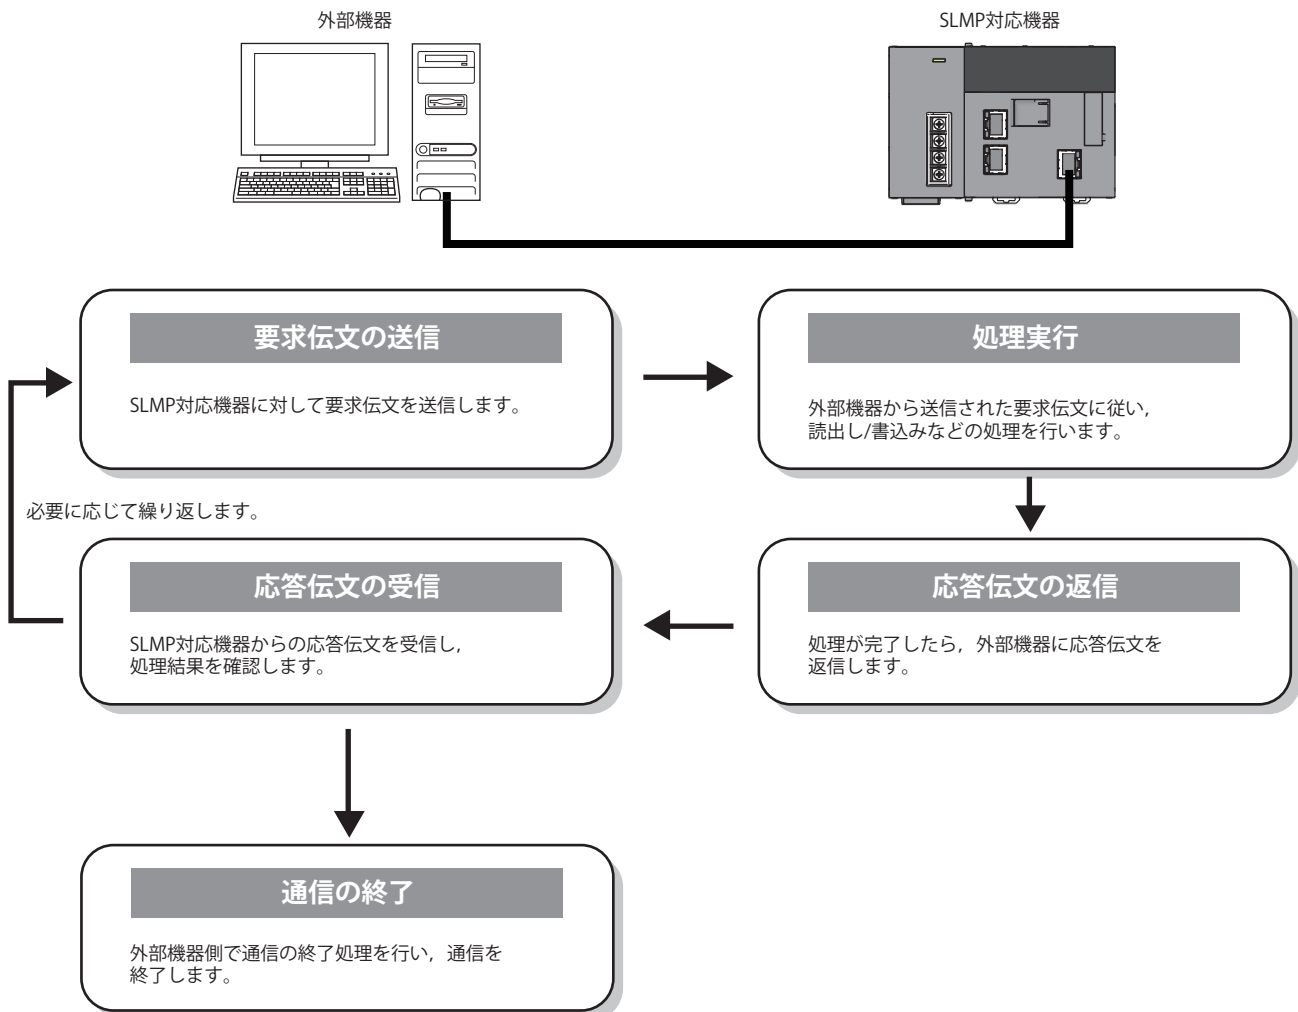 外部機器
SLMP対応機器
要求伝文の送信
SLMP対応機器に対して要求伝文を送信します。
処理実行
外部機器から送信された要求伝文に従い，
読出し/書込みなどの処理を行います。
必要に応じて繰り返します。
応答伝文の受信
SLMP対応機器からの応答伝文を受信し，
処理結果を確認します。
応答伝文の返信
処理が完了したら，外部機器に応答伝文を
返信します。
通信の終了
外部機器側で通信の終了処理を行い，通信を
終了します。